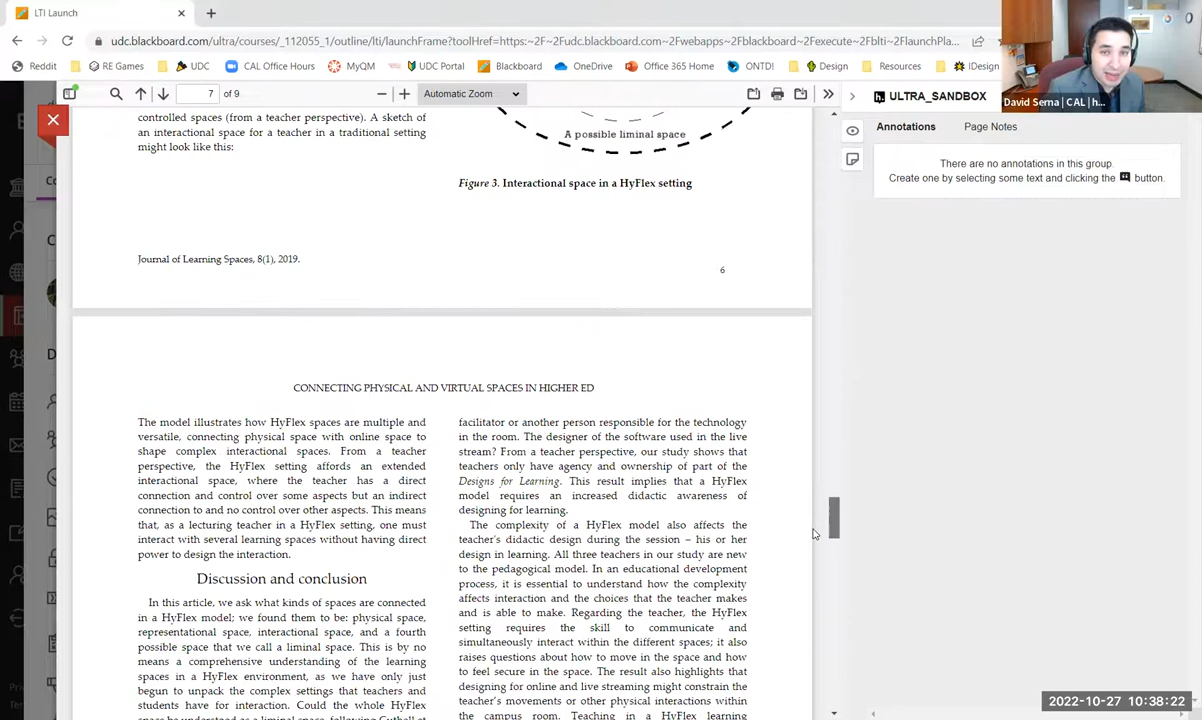 LTI Launch
udc.blackboard.com/ultra/courses/_112055_1/outline/lti/launchFrame?toolHref=https:~2F~2Fudc.blackboard.com~2Fwebapps~2Fblackboard~2Fexecute~2Fblti~2FlaunchPla...
Reddit
RE Games
UDC
CAL Office Hours
MyQM
UDC Portal
Blackboard
OneDrive
Office 365 Home
ONTD!
Design
Resources
IDesign
David Serna | CAL | h...
7 of 9
Automatic Zoom
ULTRA_SANDBOX
Annotations
Page Notes
There are no annotations in this group.
Create one by selecting some text and clicking the button.
controlled spaces (from a teacher perspective). A sketch of
an interactional space for a teacher in a traditional setting
might look like this:
A possible liminal space
Figure 3. Interactional space in a HyFlex setting
Journal of Learning Spaces, 8(1), 2019.
6
CONNECTING PHYSICAL AND VIRTUAL SPACES IN HIGHER ED
The model illustrates how HyFlex spaces are multiple and
versatile, connecting physical space with online space to
shape complex interactional spaces. From a teacher
perspective, the HyFlex setting affords an extended
interactional space, where the teacher has a direct
connection and control over some aspects but an indirect
connection to and no control over other aspects. This means
that, as a lecturing teacher in a HyFlex setting, one must
interact with several learning spaces without having direct
power to design the interaction.
Discussion and conclusion
In this article, we ask what kinds of spaces are connected
in a HyFlex model; we found them to be: physical space,
representational space, interactional space, and a fourth
possible space that we call a liminal space. This is by no
means a comprehensive understanding of the learning
spaces in a HyFlex environment, as we have only just
begun to unpack the complex settings that teachers and
students have for interaction. Could the whole HyFlex
facilitator or another person responsible for the technology
in the room. The designer of the software used in the live
stream? From a teacher perspective, our study shows that
teachers only have agency and ownership of part of the
Designs for Learning. This result implies that a HyFlex
model requires an increased didactic awareness of
designing for learning.
The complexity of a HyFlex model also affects the
teacher's didactic design during the session – his or her
design in learning. All three teachers in our study are new
to the pedagogical model. In an educational development
process, it is essential to understand how the complexity
affects interaction and the choices that the teacher makes
and is able to make. Regarding the teacher, the HyFlex
setting requires the skill to communicate and
simultaneously interact within the different spaces; it also
raises questions about how to move in the space and how
to feel secure in the space. The result also highlights that
designing for online and live streaming might constrain the
teacher's movements or other physical interactions within
the campus room. Teaching in a HyFlex learning
2022-10-27 10:38:22